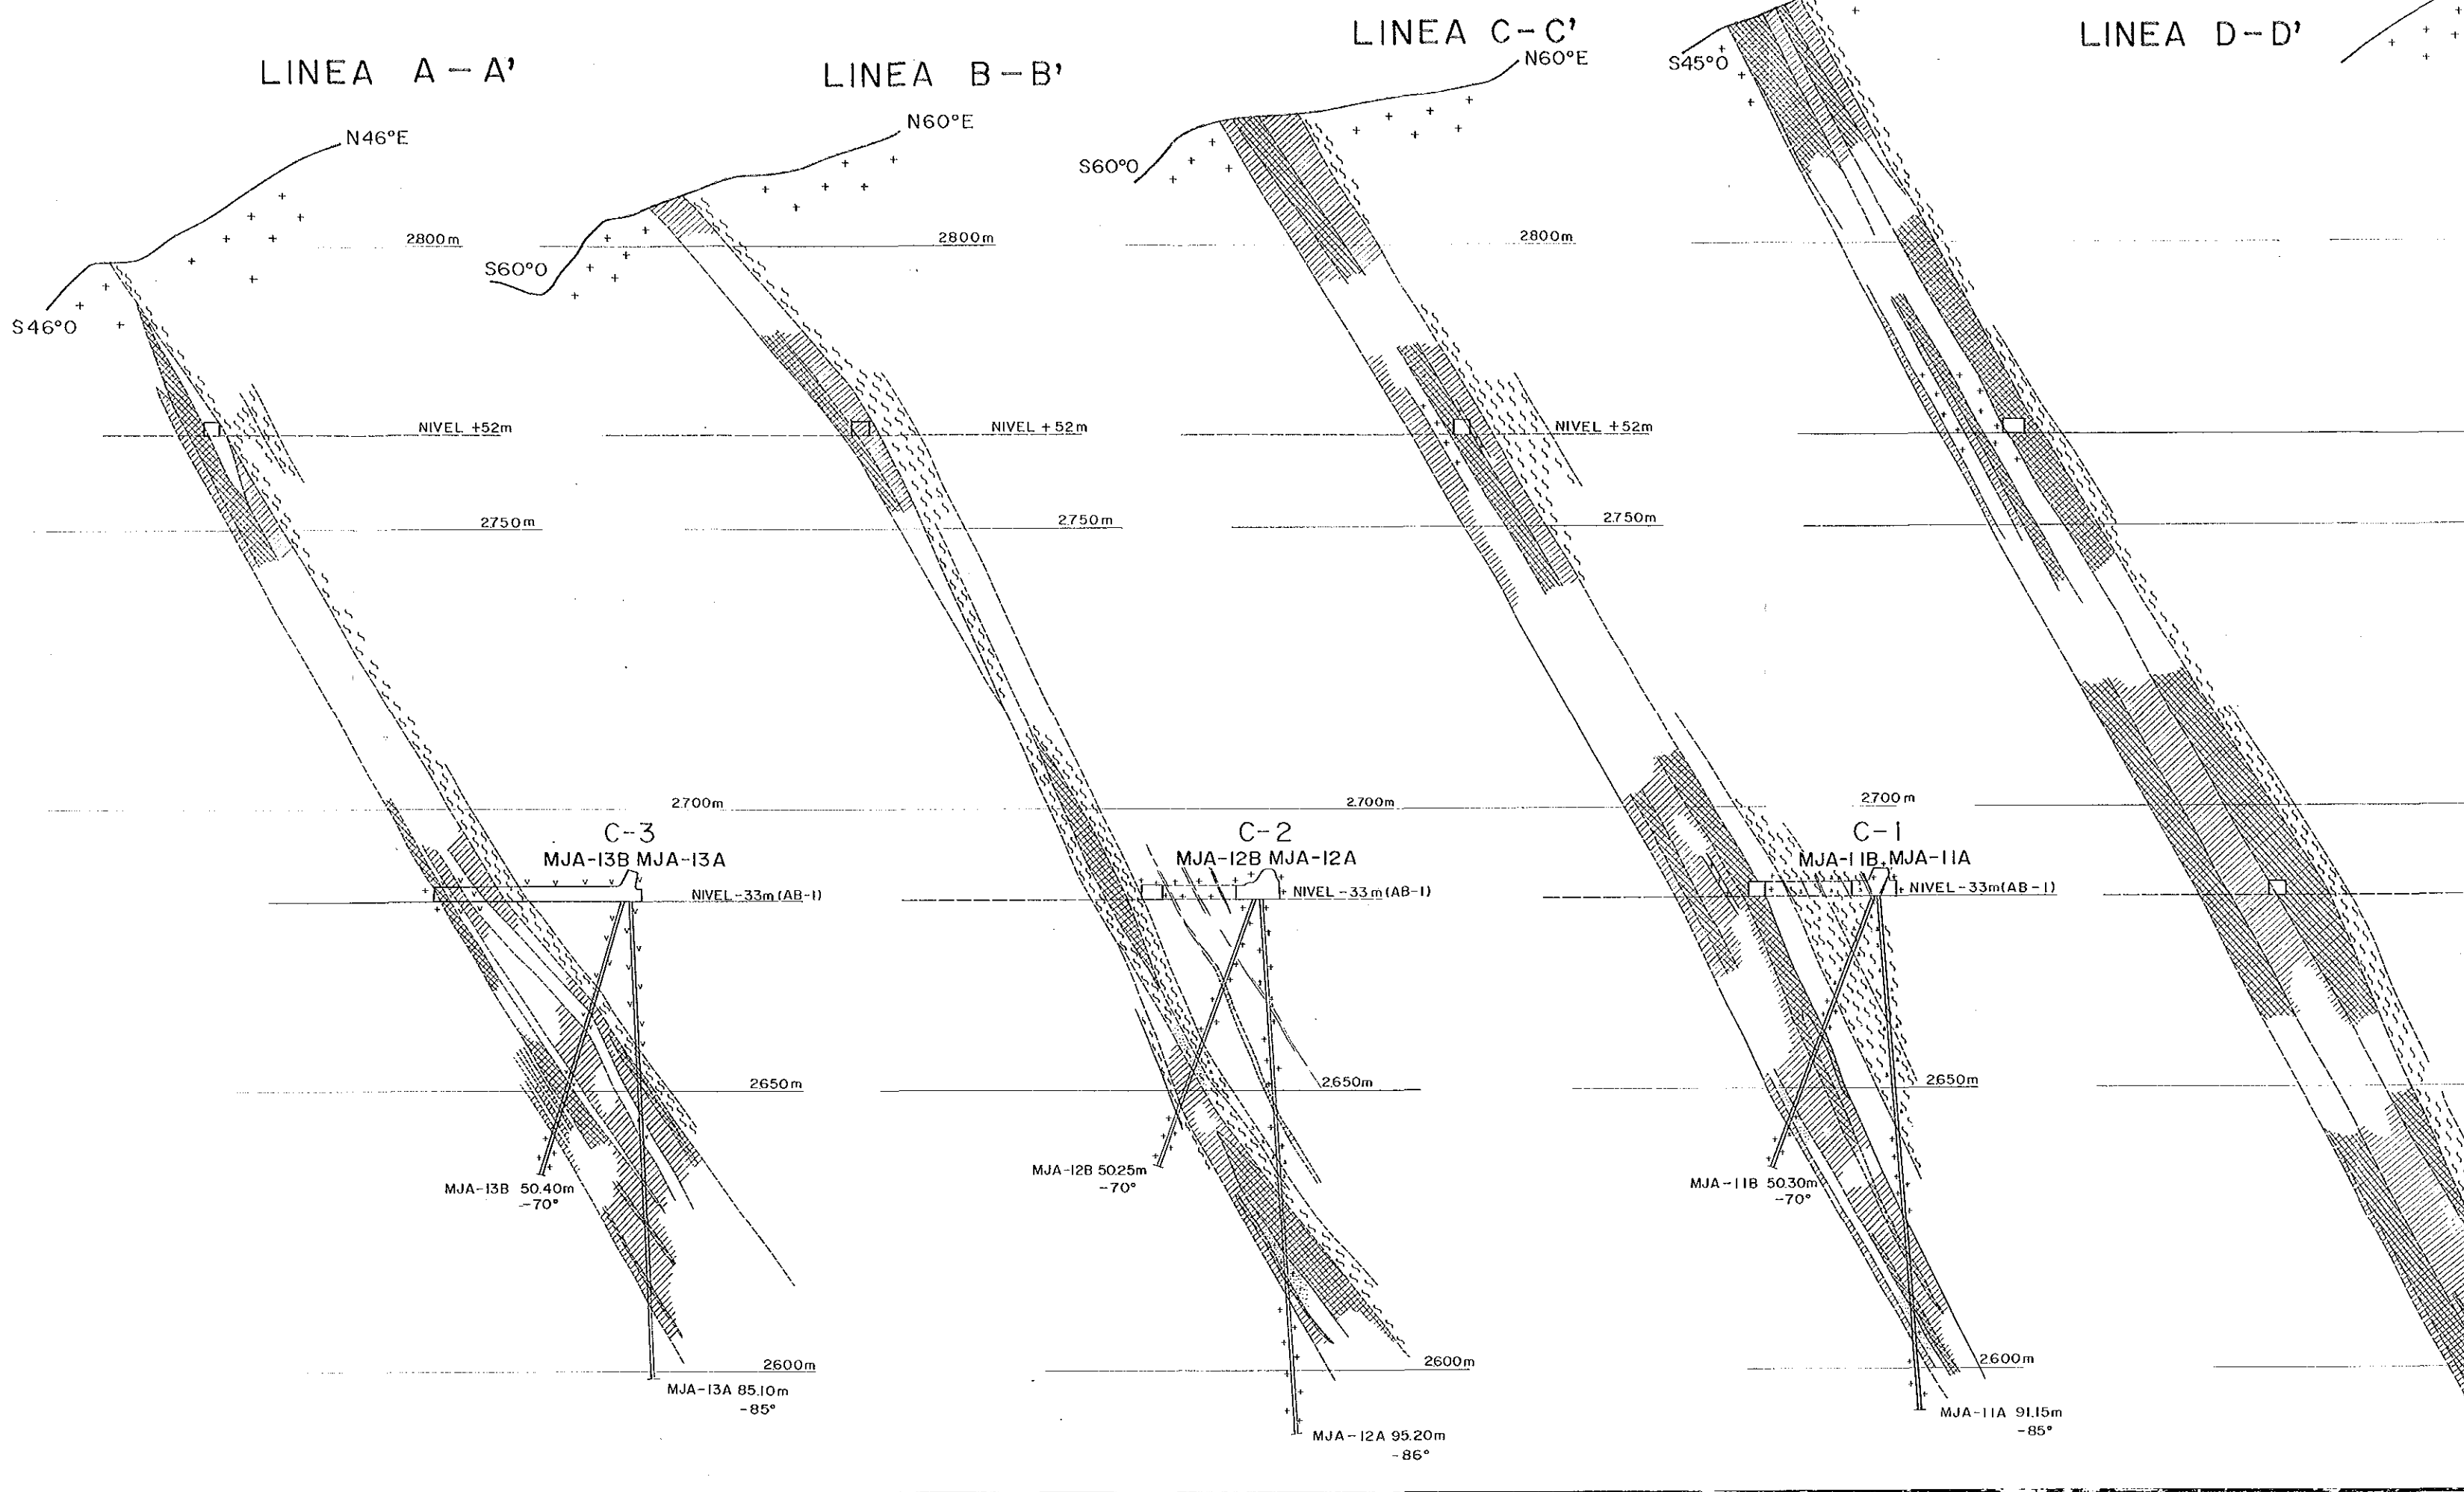 LINEA A-A'
N46°E
S46°O
2800m
NIVEL +52m
2750m
2700m
C-3
MJA-13B MJA-13A
NIVEL-33m(AB-1)
2650m
MJA-13B 50.40m
-70°
2600m
MJA-13A 85.10m
-85°
LINEA B-B'
N60°E
S60°O
2800m
NIVEL +52m
2750m
2700m
C-2
MJA-12B MJA-12A
NIVEL-33m(AB-1)
2650m
MJA-12B 50.25m
-70°
2600m
MJA-12A 95.20m
-86°
LINEA C-C'
N60°E
S60°O
2800m
NIVEL +52m
2750m
2700m
C-1
MJA-11B MJA-11A
NIVEL-33m(AB-1)
2650m
MJA-11B 50.30m
-70°
2600m
MJA-11A 91.15m
-85°
LINEA D-D'
S45°O